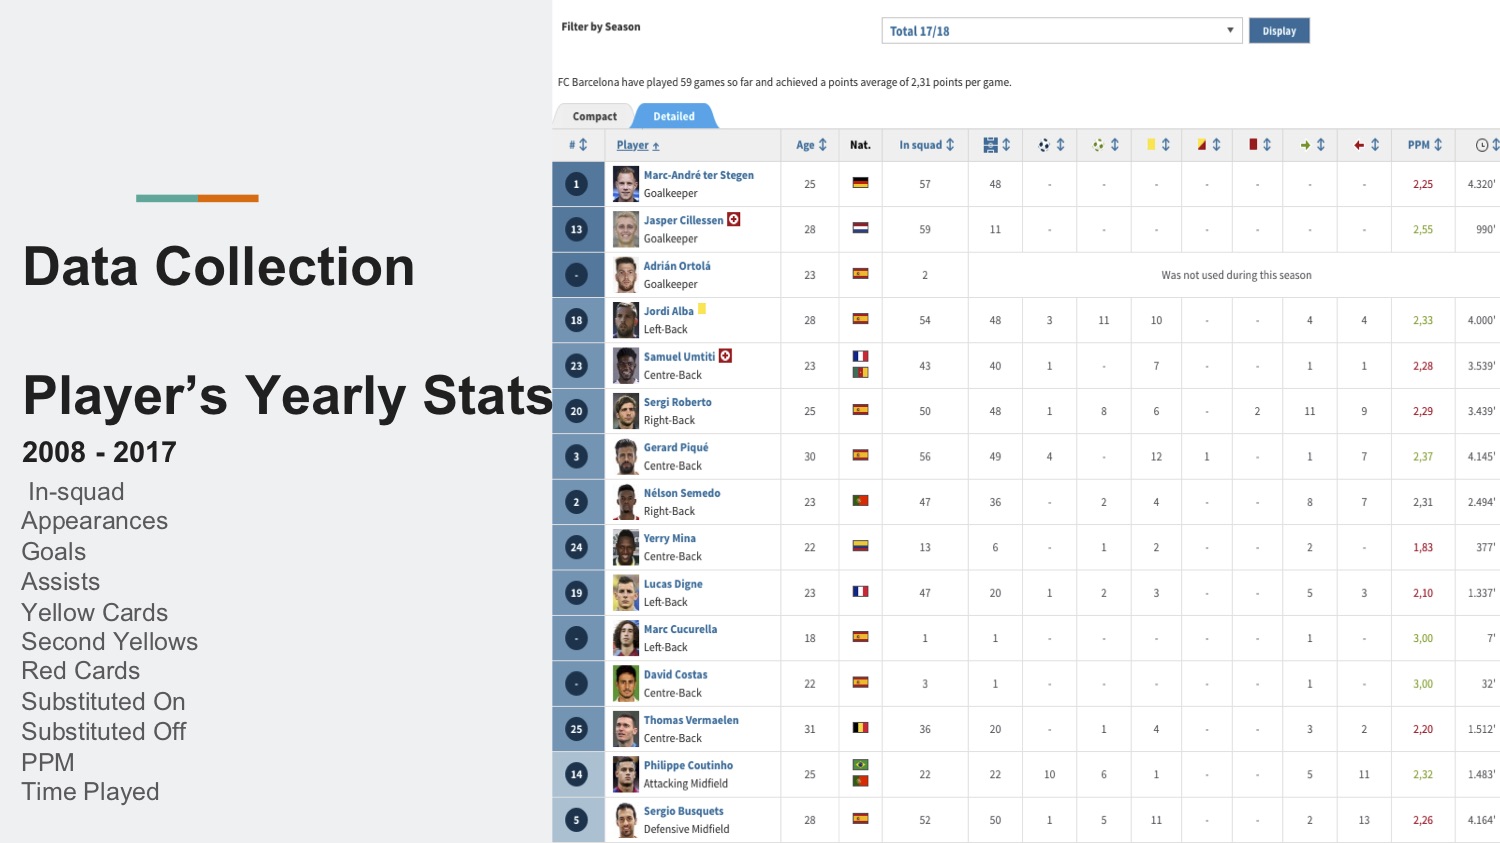 Data Collection
Player’s Yearly Stats
2008 - 2017
In-squad
Appearances
Goals
Assists
Yellow Cards
Second Yellows
Red Cards
Substituted On
Substituted Off
PPM
Time Played
Filter by Season
Total 17/18
Display
FC Barcelona have played 59 games so far and achieved a points average of 2,31 points per game.
Compact Detailed
# Player Age Nat. In squad PPM
1 Marc-André ter Stegen 25 57 48 - - - - - - - 2,25 4.320'
Goalkeeper
13 Jasper Cillessen 28 59 11 - - - - - - - 2,55 990'
Goalkeeper
- Adrián Ortolá 23 2 Was not used during this season
Goalkeeper
18 Jordi Alba 28 54 48 3 11 10 - - 4 4 2,33 4.000'
Left-Back
23 Samuel Umtiti 23 43 40 1 - 7 - - 1 1 2,28 3.539'
Centre-Back
20 Sergi Roberto 25 50 48 1 8 6 - 2 11 9 2,29 3.439'
Right-Back
3 Gerard Piqué 30 56 49 4 - 12 1 - 1 7 2,37 4.145'
Centre-Back
2 Nélson Semedo 23 47 36 - 2 4 - - 8 7 2,31 2.494'
Right-Back
24 Yerry Mina 22 13 6 - 1 2 - - 2 - 1,83 377'
Centre-Back
19 Lucas Digne 23 47 20 1 2 3 - - 5 3 2,10 1.337'
Left-Back
- Marc Cucurella 18 1 1 - - - - - 1 - 3,00 7'
Left-Back
- David Costas 22 3 1 - - - - - 1 - 3,00 32'
Centre-Back
25 Thomas Vermaelen 31 36 20 - 1 4 - - 3 2 2,20 1.512'
Centre-Back
14 Philippe Coutinho 25 22 22 10 6 1 - - 5 11 2,32 1.483'
Attacking Midfield
5 Sergio Busquets 28 52 50 1 5 11 - - 2 13 2,26 4.164'
Defensive Midfield